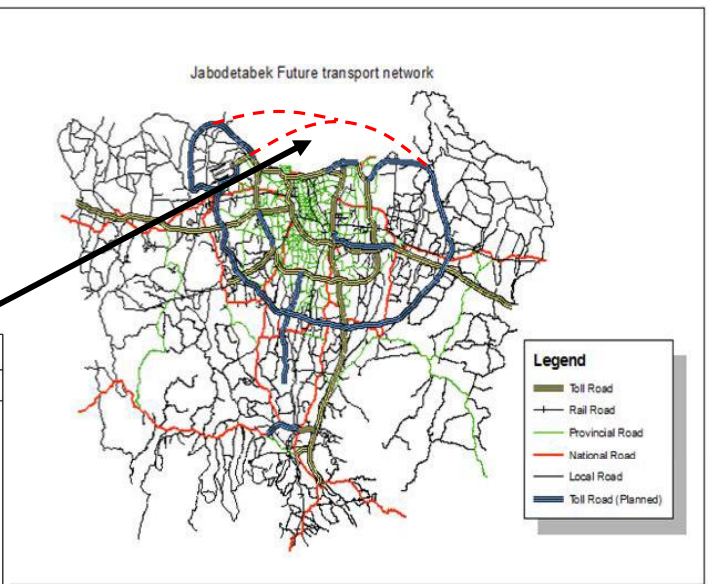 Jabodetabek Future transport network
Legend
Toll Road
Rail Road
Provincial Road
National Road
Local Road
Toll Road (Planned)